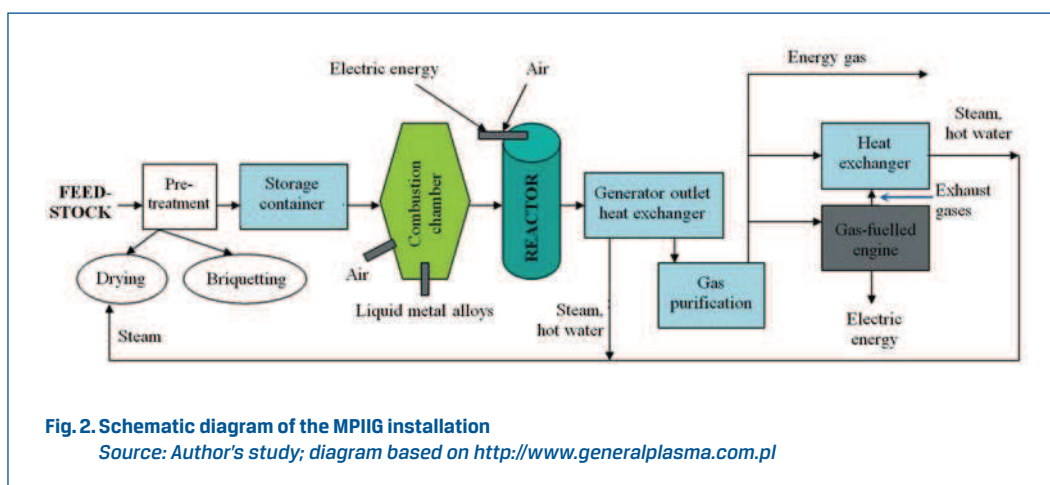 Electric energy
Air
Energy gas
Steam,
hot water
FEED-
STOCK
Pre-
treatment
Storage
container
Combustion
chamber
REACTOR
Generator outlet
heat exchanger
Heat
exchanger
Exhaust
gases
Gas-fuelled
engine
Drying
Briquetting
Air
Liquid metal alloys
Steam,
hot water
Gas
purification
Electric
energy
Steam
Fig. 2. Schematic diagram of the MPIIG installation
Source: Author's study; diagram based on http://www.generalplasma.com.pl